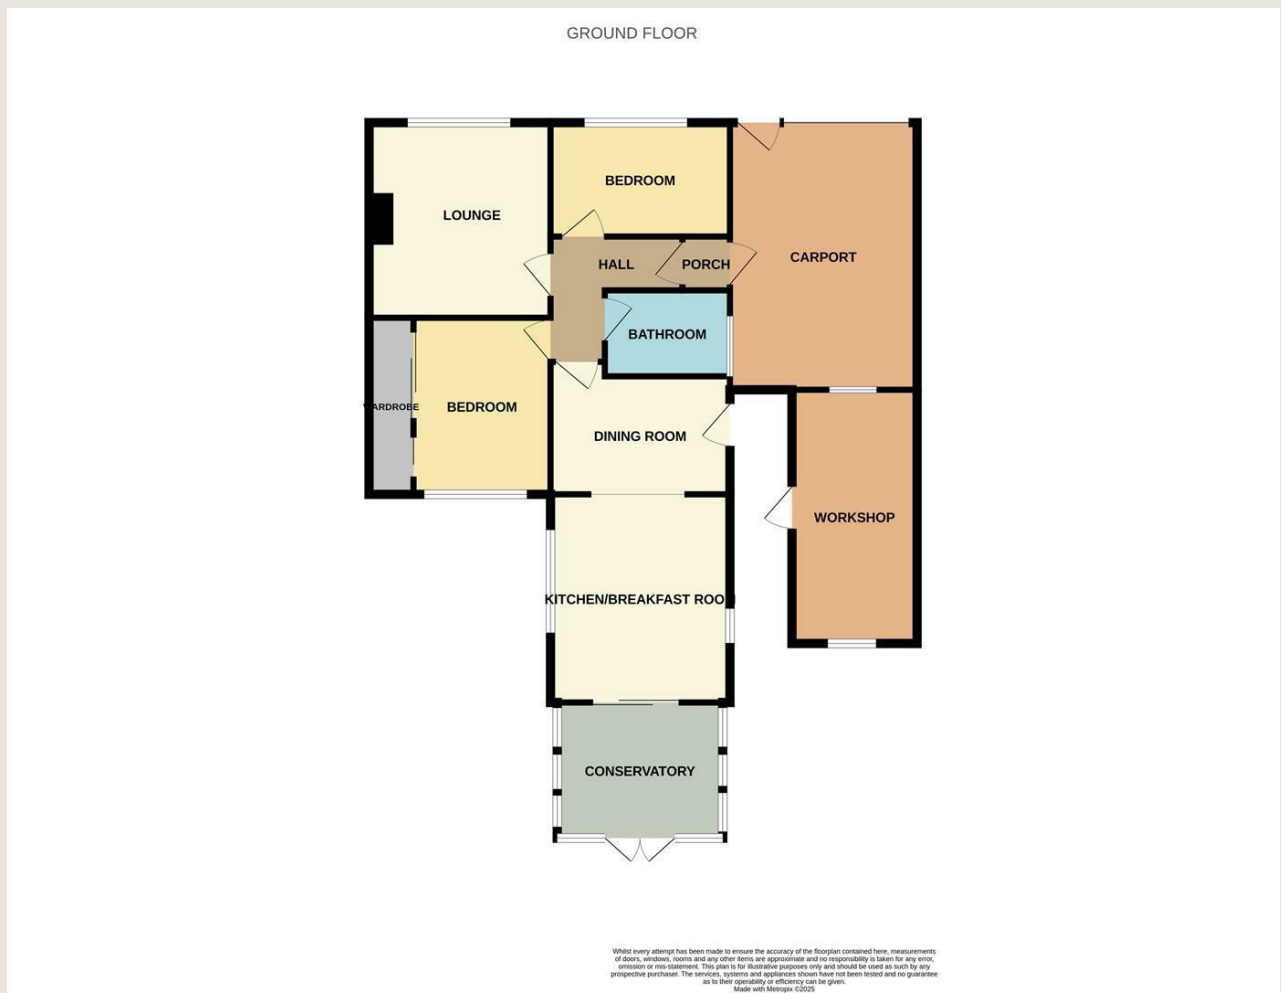 GROUND FLOOR
BEDROOM
LOUNGE
CARPORT
HALL
PORCH
BATHROOM
WARDROBE
BEDROOM
DINING ROOM
WORKSHOP
KITCHEN/BREAKFAST ROOM
CONSERVATORY
Whilst every attempt has been made to ensure the accuracy of the floorplan contained here, measurements
of doors, windows, rooms and any other items are approximate and no responsibility is taken for any error,
omission or mis-statement. This plan is for illustrative purposes only and should be used as such by any
prospective purchaser. The services, systems and appliances shown have not been tested and no guarantee
as to their operability or efficiency can be given.
Made with Metropix ©2025